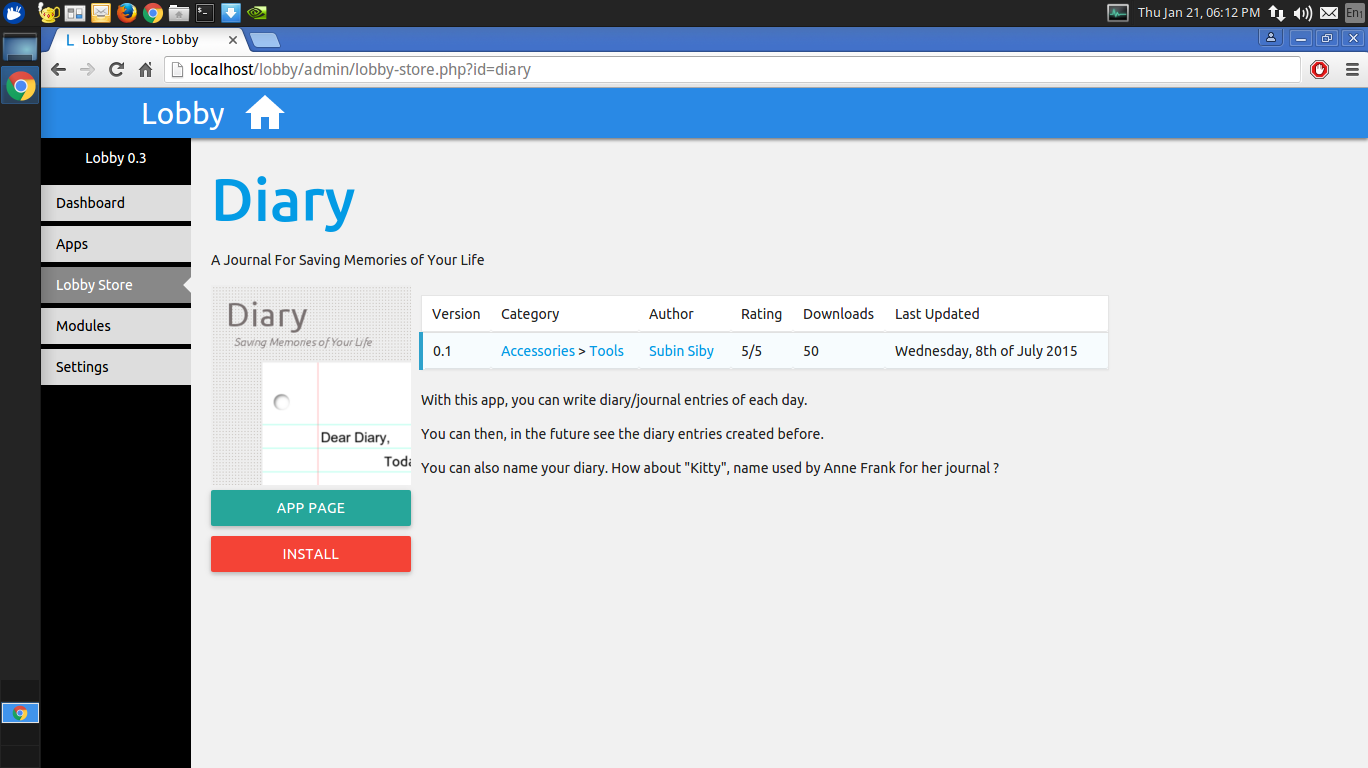 Thu Jan 21, 06:12 PM
En1
L Lobby Store - Lobby
localhost/lobby/admin/lobby-store.php?id=diary
Lobby
Lobby 0.3
Dashboard
Apps
Lobby Store
Modules
Settings
Diary
A Journal For Saving Memories of Your Life
Diary
Saving Memories of Your Life
Dear Diary,
Toda
APP PAGE
INSTALL
Version Category Author Rating Downloads Last Updated
0.1 Accessories > Tools Subin Siby 5/5 50 Wednesday, 8th of July 2015
With this app, you can write diary/journal entries of each day.
You can then, in the future see the diary entries created before.
You can also name your diary. How about "Kitty", name used by Anne Frank for her journal ?